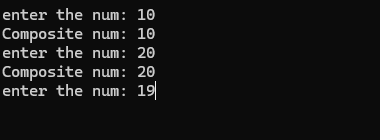 enter the num: 10
Composite num: 10
enter the num: 20
Composite num: 20
enter the num: 19